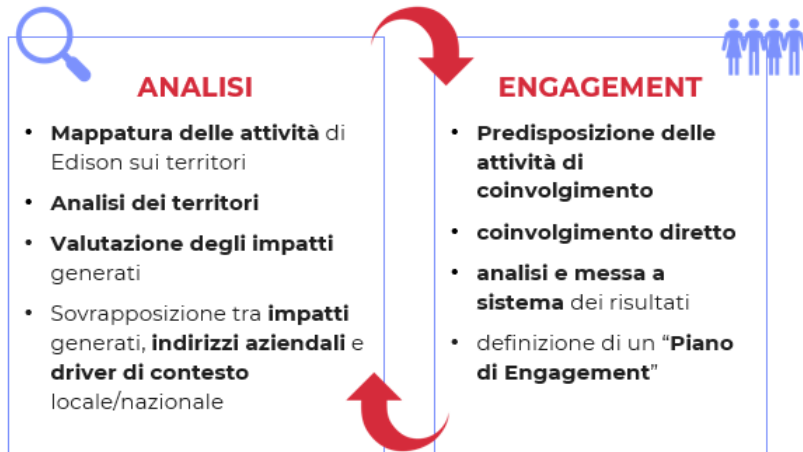 ANALISI
• Mappatura delle attività di
Edison sui territori
• Analisi dei territori
• Valutazione degli impatti
generati
• Sovrapposizione tra impatti
generati, indirizzi aziendali e
driver di contesto
locale/nazionale
ENGAGEMENT
• Predisposizione delle
attività di
coinvolgimento
• coinvolgimento diretto
• analisi e messa a
sistema dei risultati
• definizione di un “Piano
di Engagement”